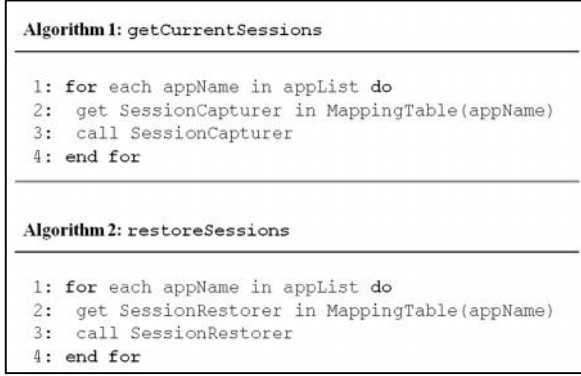 Algorithm 1: getCurrentSessions
1: for each appName in appList do
2: get SessionCapturer in MappingTable(appName)
3: call SessionCapturer
4: end for
Algorithm 2: restoreSessions
1: for each appName in appList do
2: get SessionRestorer in MappingTable(appName)
3: call SessionRestorer
4: end for